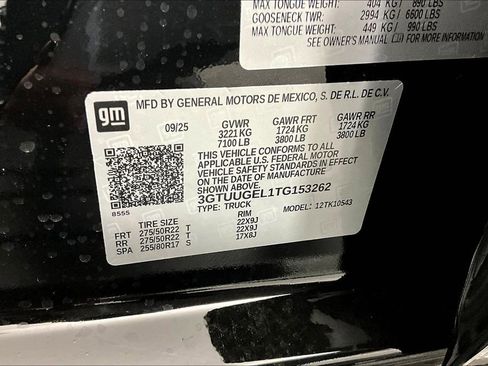 MAX TONGUE WT: 404 KG / 890 LBS
GOOSENECK TWR: 2994 KG / 6600 LBS
MAX TONGUE WT: 449 KG / 990 LBS
SEE OWNER'S MANUAL FOR MORE INFORMATION
gm
MFD BY GENERAL MOTORS DE MEXICO, S. DE R.L. DE C.V.
09/25 GVWR GAWR FRT GAWR RR
3221 KG 1724 KG 1724 KG
7100 LB 3800 LB 3800 LB
THIS VEHICLE CONFORMS TO ALL
APPLICABLE U.S. FEDERAL MOTOR
VEHICLE SAFETY STANDARDS IN
EFFECT ON THE DATE OF MANUFACTURE
SHOWN ABOVE.
3GTUUGEL1TG153262
TYPE: TRUCK MODEL: 12TK10543
B555
TIRE SIZE RIM
FRT 275/50R22 T 22X9J
RR 275/50R22 T 22X9J
SPA 255/80R17 S 17X8J